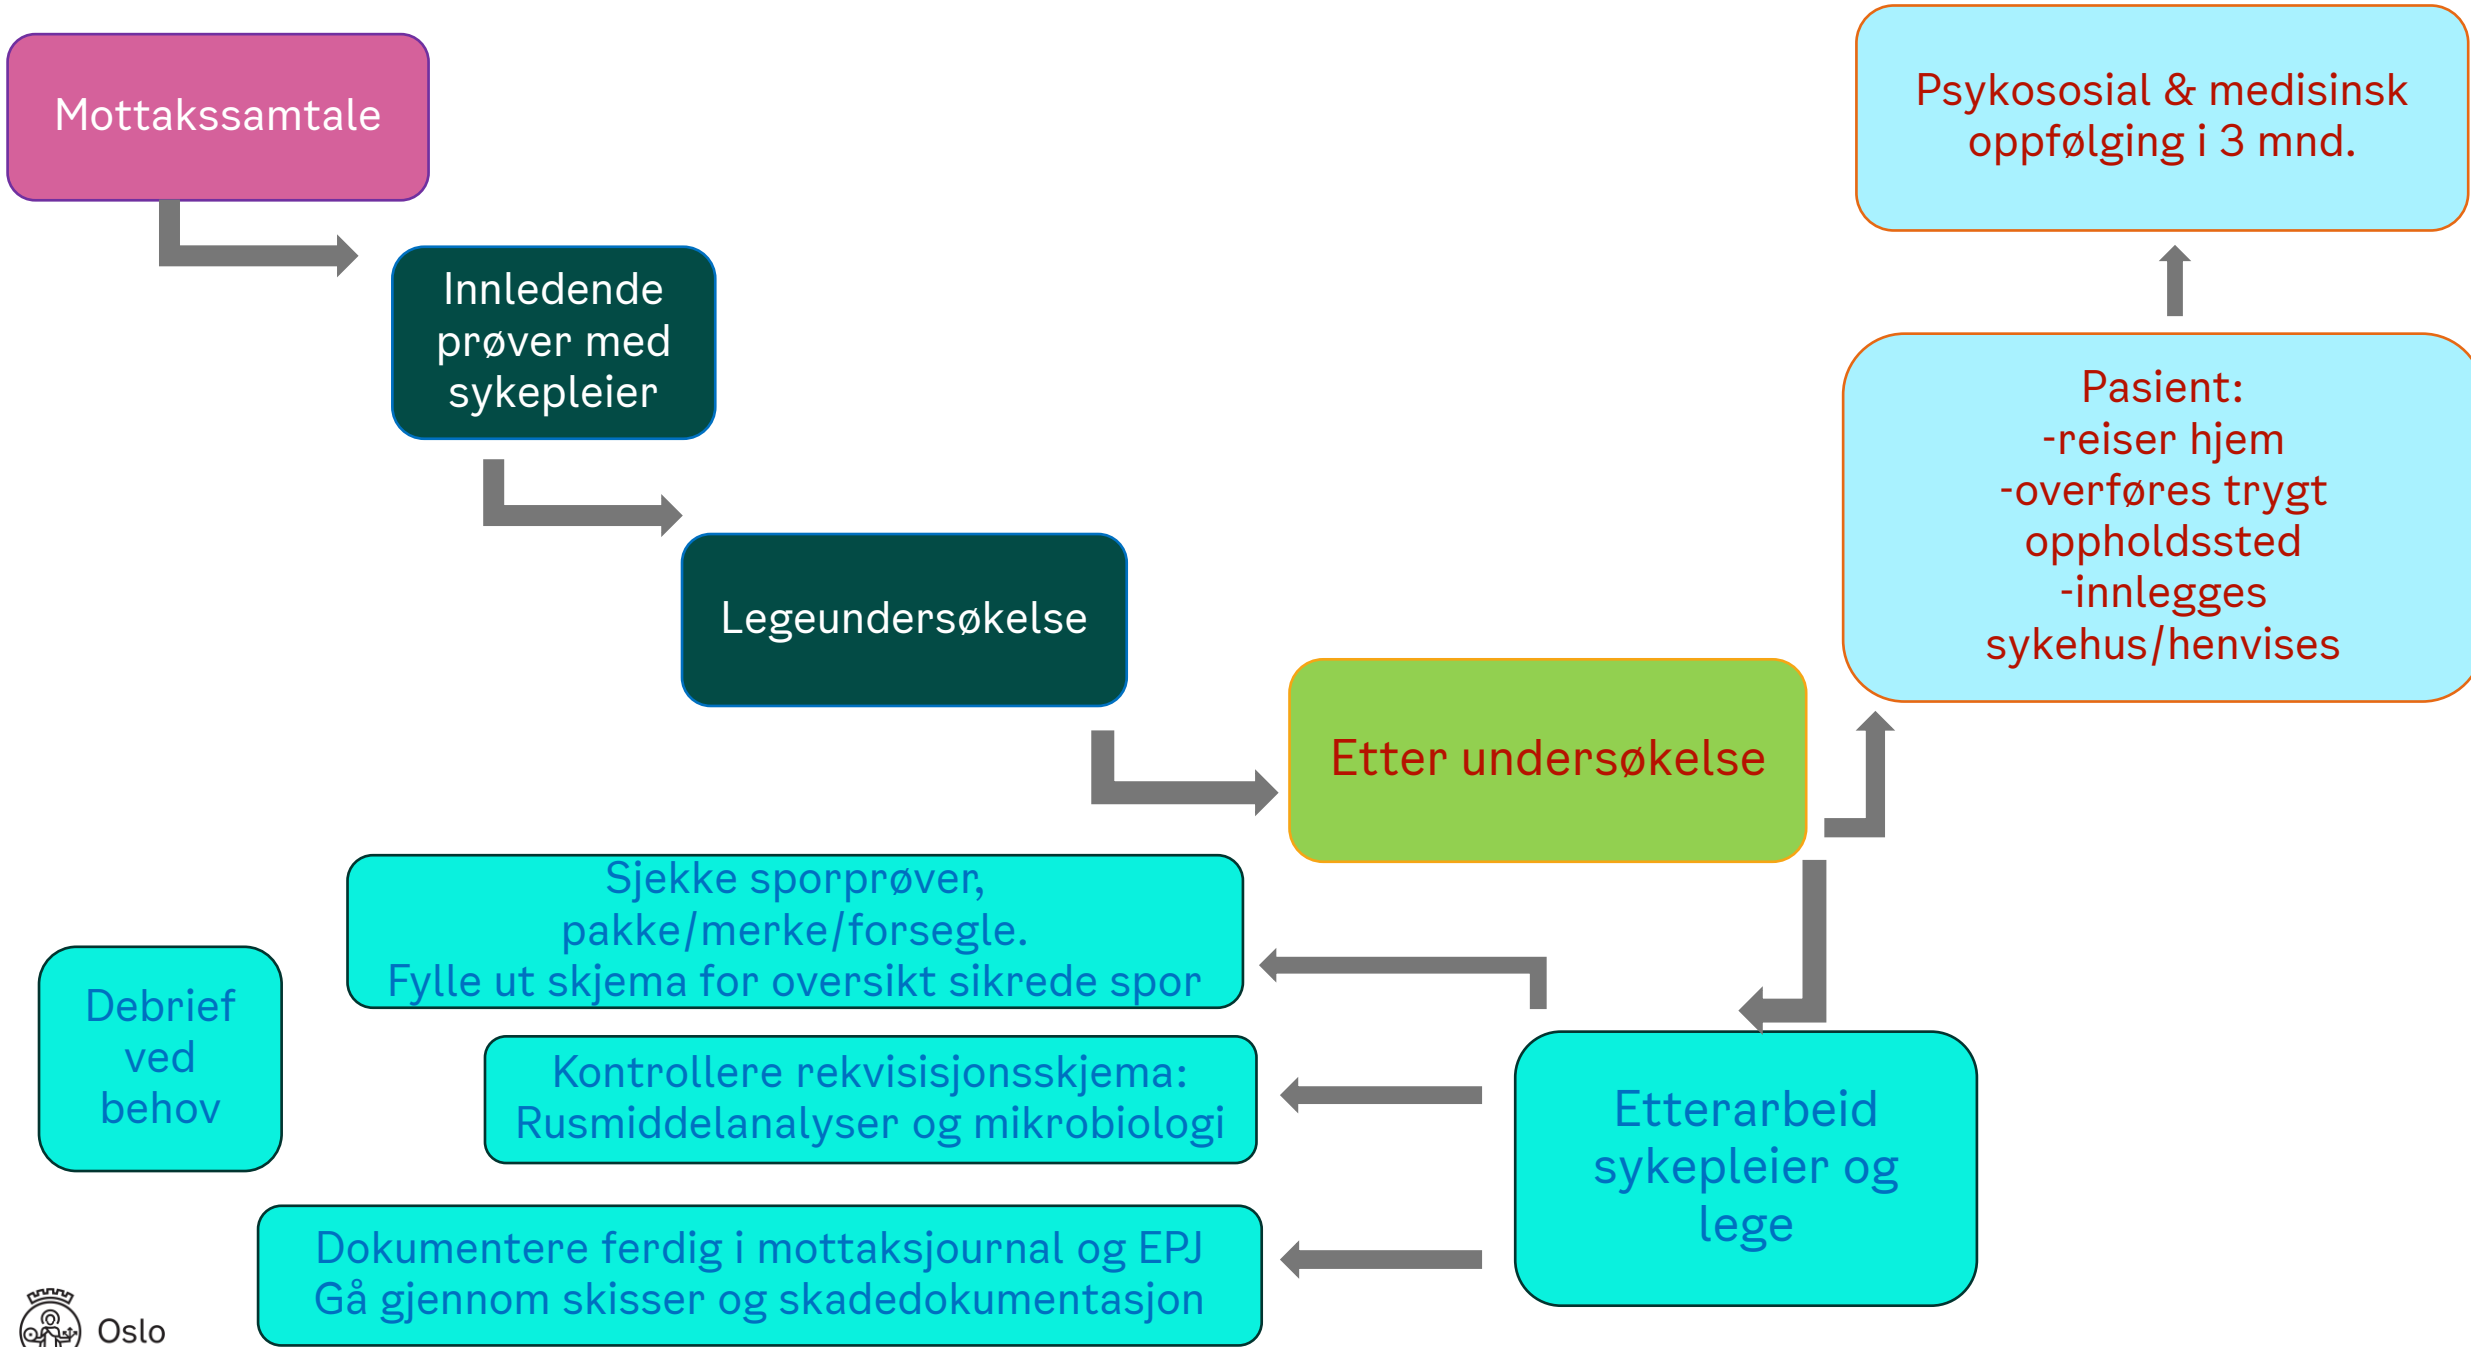 Mottakssamtale
Innledende
prøver med
sykepleier
Legeundersøkelse
Etter undersøkelse
Psykososial & medisinsk
oppfølging i 3 mnd.
Pasient:
-reiser hjem
-overføres trygt
oppholdssted
-innlegges
sykehus/henvises
Etterarbeid
sykepleier og
lege
Sjekke sporprøver,
pakke/merke/forsegle.
Fylle ut skjema for oversikt sikrede spor
Kontrollere rekvisisjonsskjema:
Rusmiddelanalyser og mikrobiologi
Dokumentere ferdig i mottaksjournal og EPJ
Gå gjennom skisser og skadedokumentasjon
Debrief
ved
behov
Oslo